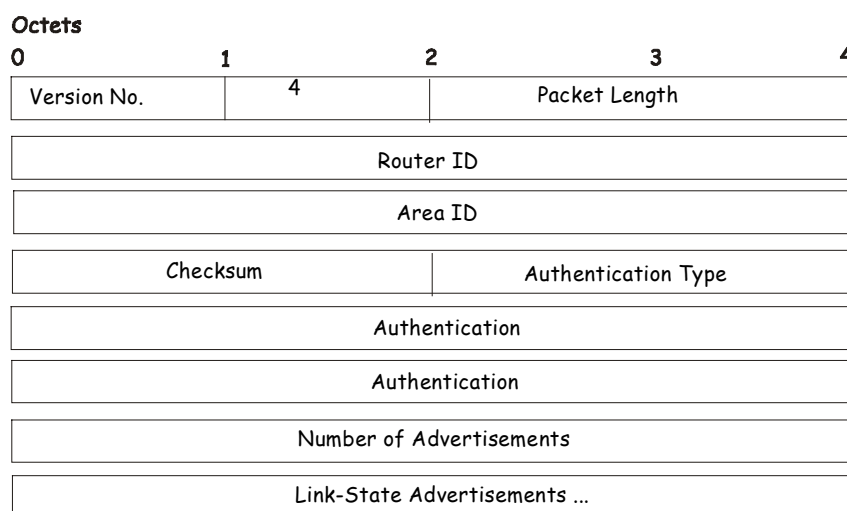 Octets
0 1 2 3 4
Version No. 4 Packet Length
Router ID
Area ID
Checksum Authentication Type
Authentication
Authentication
Number of Advertisements
Link-State Advertisements ...